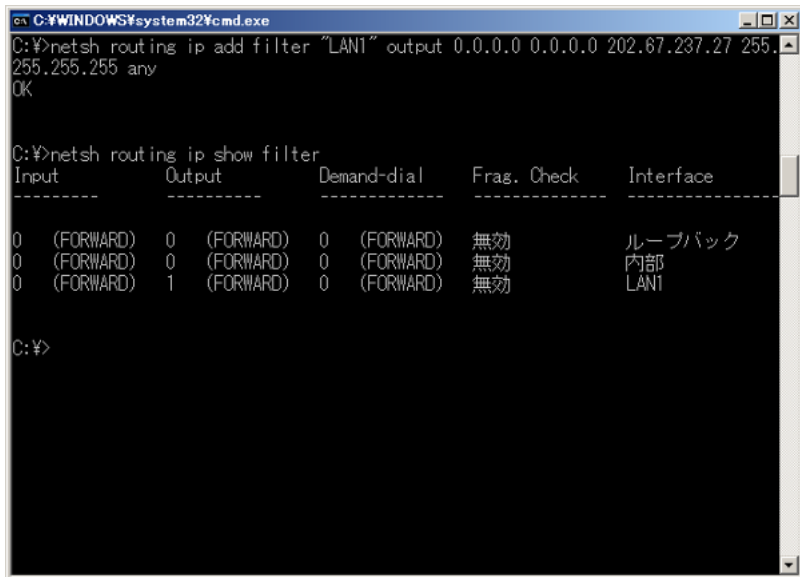 C:¥WINDOWS¥system32¥cmd.exe
C:¥>netsh routing ip add filter "LAN1" output 0.0.0.0 0.0.0.0 202.67.237.27 255.
255.255.255 any
OK
C:¥>netsh routing ip show filter
Input Output Demand-dial Frag. Check Interface
--------- ---------- ------------- -------------- ----------------
0 (FORWARD) 0 (FORWARD) 0 (FORWARD) 無効 ループバック
0 (FORWARD) 0 (FORWARD) 0 (FORWARD) 無効 内部
0 (FORWARD) 1 (FORWARD) 0 (FORWARD) 無効 LAN1
C:¥>